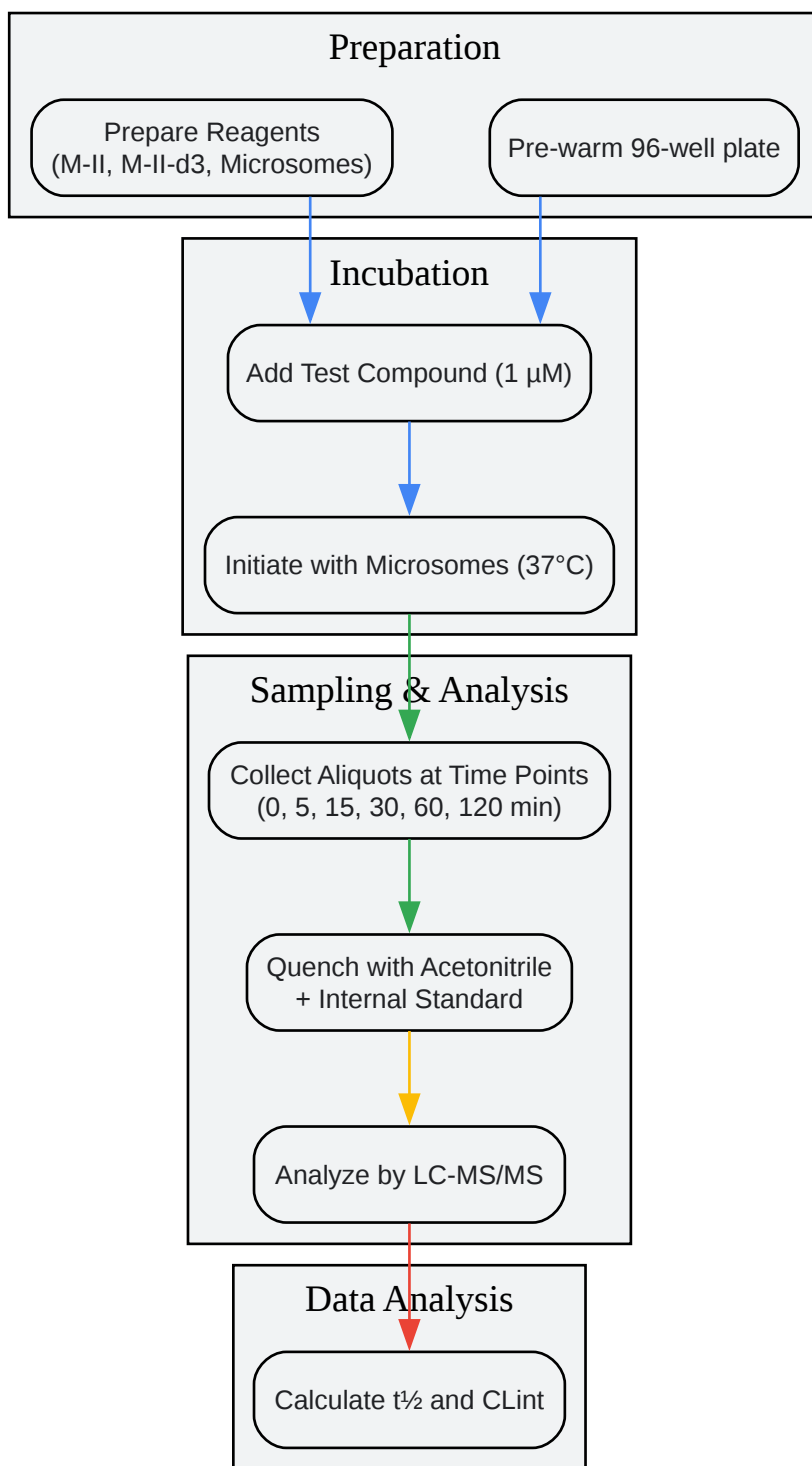 Preparation
Prepare Reagents
(M-II, M-II-d3, Microsomes)
Pre-warm 96-well plate
Incubation
Add Test Compound (1 µM)
Initiate with Microsomes (37°C)
Sampling & Analysis
Collect Aliquots at Time Points
(0, 5, 15, 30, 60, 120 min)
Quench with Acetonitrile
+ Internal Standard
Analyze by LC-MS/MS
Data Analysis
Calculate t½ and CLint